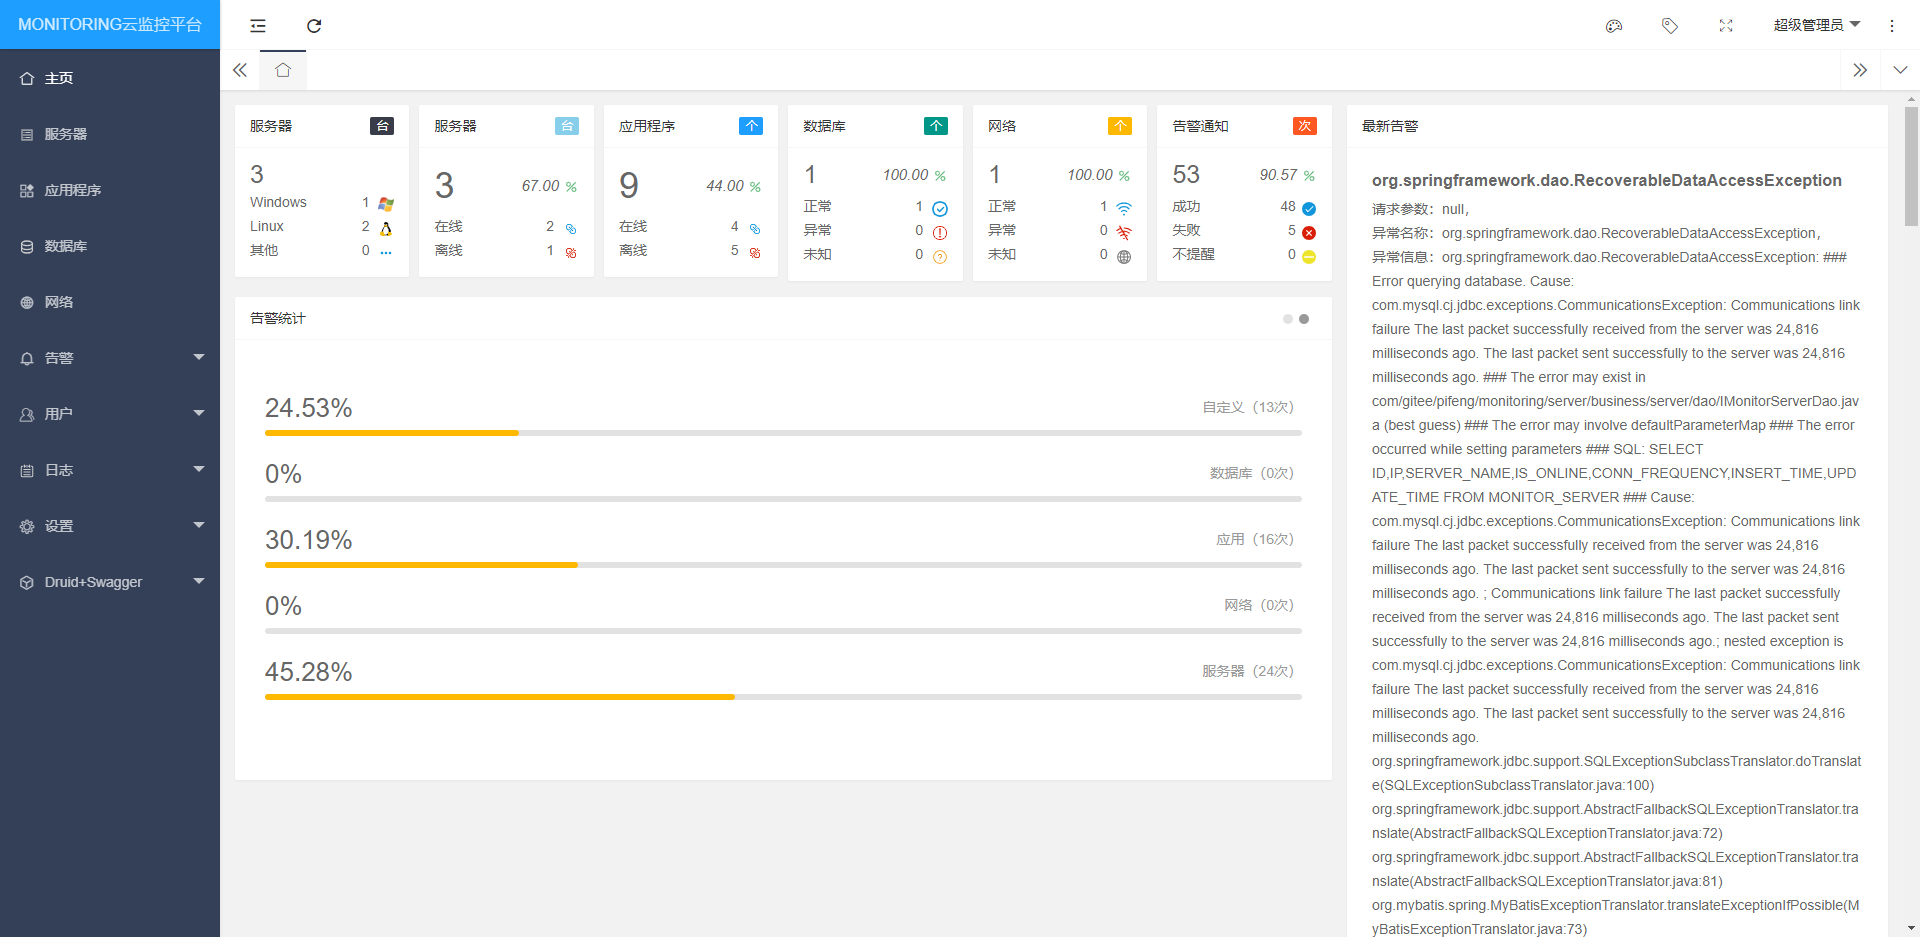 MONITORING云监控平台
超级管理员
主页
服务器
应用程序
数据库
网络
告警
用户
日志
设置
Druid+Swagger
服务器 台
3
Windows 1
Linux 2
其他 0
服务器 台
3 67.00 %
在线 2
离线 1
应用程序 个
9 44.00 %
在线 4
离线 5
数据库 个
1 100.00 %
正常 1
异常 0
未知 0
网络 个
1 100.00 %
正常 1
异常 0
未知 0
告警通知 次
53 90.57 %
成功 48
失败 5
不提醒 0
告警统计
24.53% 自定义（13次）
0% 数据库（0次）
30.19% 应用（16次）
0% 网络（0次）
45.28% 服务器（24次）
最新告警
org.springframework.dao.RecoverableDataAccessException
请求参数：null，
异常名称：org.springframework.dao.RecoverableDataAccessException，
异常信息：org.springframework.dao.RecoverableDataAccessException: ###
Error querying database. Cause:
com.mysql.cj.jdbc.exceptions.CommunicationsException: Communications link
failure The last packet successfully received from the server was 24,816
milliseconds ago. The last packet sent successfully to the server was 24,816
milliseconds ago. ### The error may exist in
com/gitee/pifeng/monitoring/server/business/server/dao/IMonitorServerDao.jav
a (best guess) ### The error may involve defaultParameterMap ### The error
occurred while setting parameters ### SQL: SELECT
ID,IP,SERVER_NAME,IS_ONLINE,CONN_FREQUENCY,INSERT_TIME,UPD
ATE_TIME FROM MONITOR_SERVER ### Cause:
com.mysql.cj.jdbc.exceptions.CommunicationsException: Communications link
failure The last packet successfully received from the server was 24,816
milliseconds ago. The last packet sent successfully to the server was 24,816
milliseconds ago. ; Communications link failure The last packet successfully
received from the server was 24,816 milliseconds ago. The last packet sent
successfully to the server was 24,816 milliseconds ago.; nested exception is
com.mysql.cj.jdbc.exceptions.CommunicationsException: Communications link
failure The last packet successfully received from the server was 24,816
milliseconds ago. The last packet sent successfully to the server was 24,816
milliseconds ago.
org.springframework.jdbc.support.SQLExceptionSubclassTranslator.doTranslat
e(SQLExceptionSubclassTranslator.java:100)
org.springframework.jdbc.support.AbstractFallbackSQLExceptionTranslator.tra
nslate(AbstractFallbackSQLExceptionTranslator.java:72)
org.springframework.jdbc.support.AbstractFallbackSQLExceptionTranslator.tra
nslate(AbstractFallbackSQLExceptionTranslator.java:81)
org.mybatis.spring.MyBatisExceptionTranslator.translateExceptionIfPossible(M
yBatisExceptionTranslator.java:73)